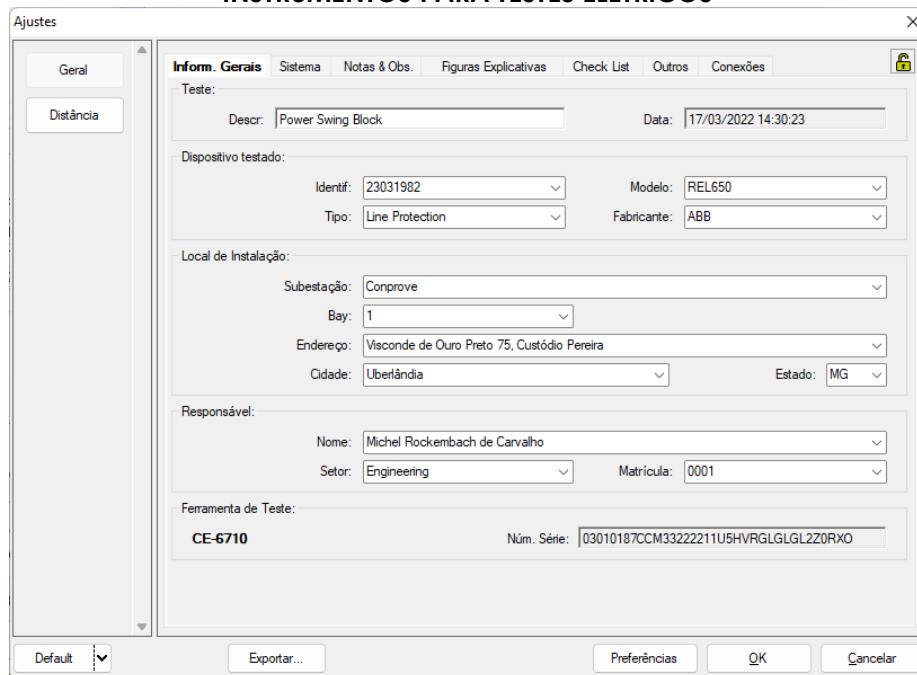 INSTRUMENTOS PARA TESTES ELÉTRICOS
Ajustes
Geral
Distância
Inform. Gerais Sistema Notas & Obs. Figuras Explicativas Check List Outros Conexões
Teste:
Descr: Power Swing Block Data: 17/03/2022 14:30:23
Dispositivo testado:
Identif: 23031982 Modelo: REL650
Tipo: Line Protection Fabricante: ABB
Local de Instalação:
Subestação: Conprove
Bay: 1
Endereço: Visconde de Ouro Preto 75, Custódio Pereira
Cidade: Uberlândia Estado: MG
Responsável:
Nome: Michel Rockembach de Carvalho
Setor: Engineering Matrícula: 0001
Ferramenta de Teste:
CE-6710 Núm. Série: 03010187CCM33222211U5HVRGLGLGL2Z0RXO
Default Exportar... Preferências OK Cancelar